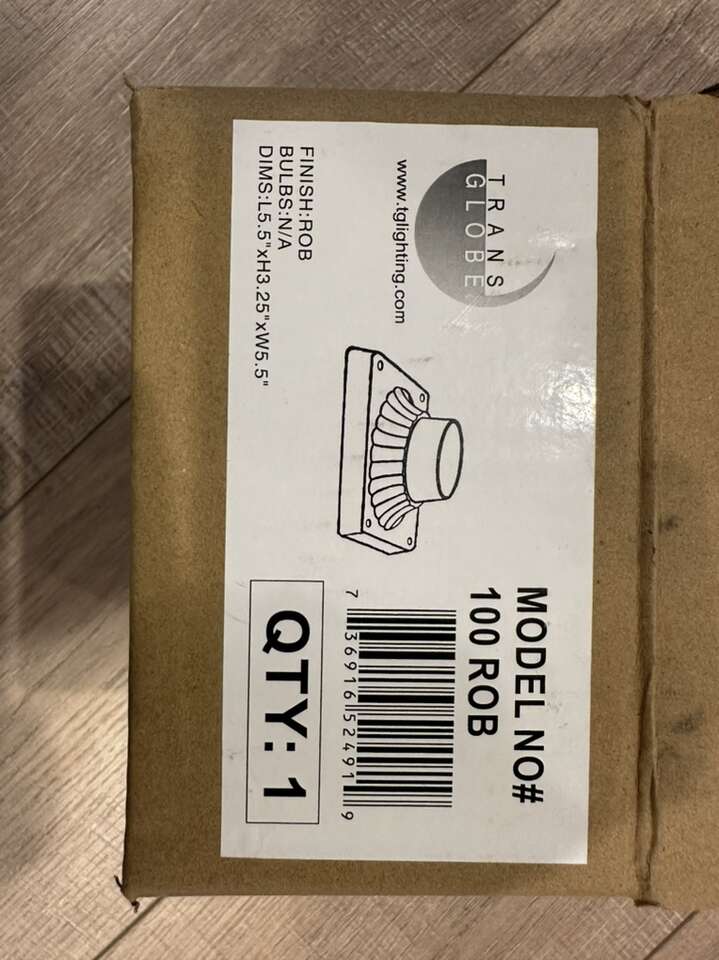 TRANS
GLOBE
www.tglighting.com
FINISH:ROB
BULBS:N/A
DIMS:L5.5"xH3.25"xW5.5"
MODEL NO#
100 ROB
7 36916 52491 9
QTY: 1